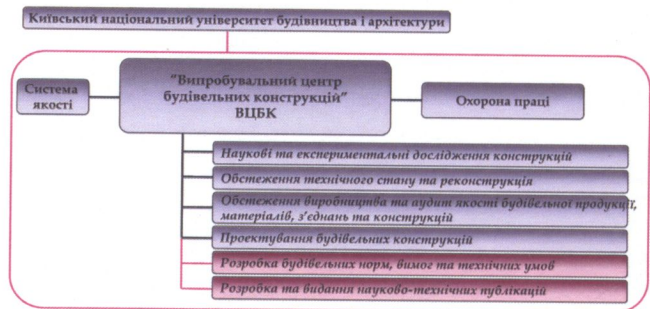 Київський національний університет будівництва і архітектури
Система
якості
"Випробувальний центр
будівельних конструкцій"
ВЦБК
Охорона праці
Наукові та експериментальні дослідження конструкцій
Обстеження технічного стану та реконструкція
Обстеження виробництва та аудит якості будівельної продукції,
матеріалів, з'єднань та конструкцій
Проектування будівельних конструкцій
Розробка будівельних норм, вимог та технічних умов
Розробка та видання науково-технічних публікацій